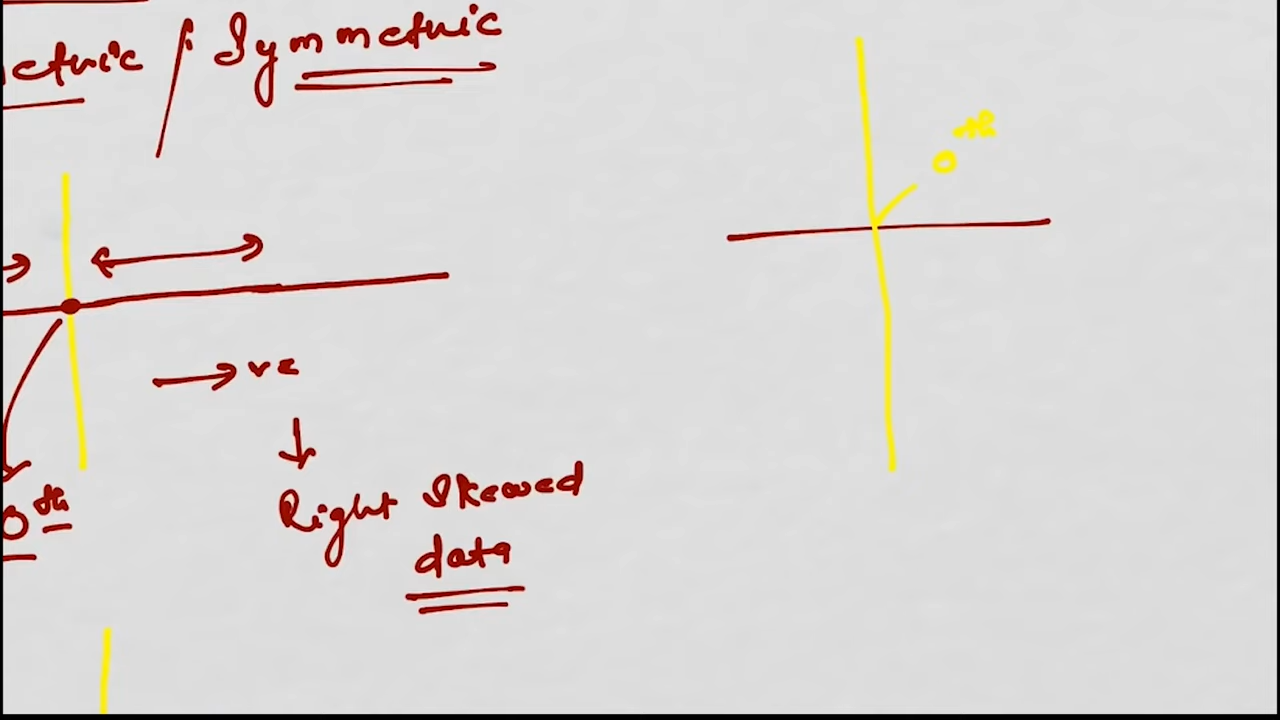 etric / Symmetric
0th
→ ve
↓
Right Skewed
data
0th